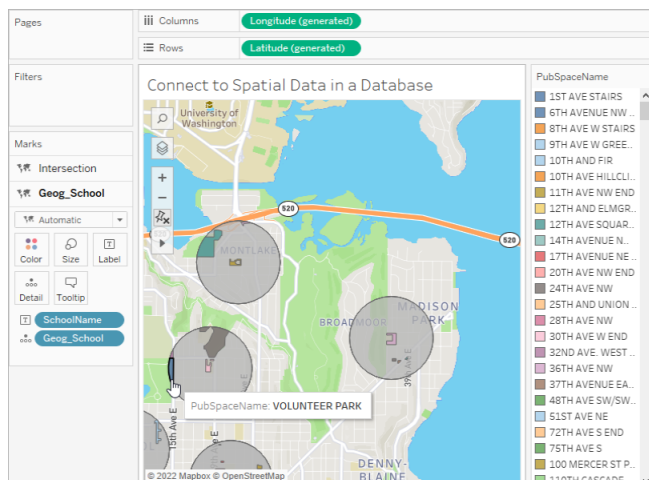 Pages
Columns
Longitude (generated)
Rows
Latitude (generated)
Filters
Marks
Intersection
Geog_School
Automatic
Color
Size
Label
Detail
Tooltip
SchoolName
Geog_School
Connect to Spatial Data in a Database
University of
Washington
520
520
MONTLAKE
BROADMOOR
MADISON
PARK
39th Ave E
15th Ave E
PubSpaceName: VOLUNTEER PARK
DENNY-
BLAINE
© 2022 Mapbox © OpenStreetMap
PubSpaceName
1ST AVE STAIRS
6TH AVENUE NW ..
8TH AVE W STAIRS
9TH AVE W GREE..
10TH AND FIR
10TH AVE HILLCLI..
11TH AVE NW END
12TH AND ELMGR..
12TH AVE SQUAR..
14TH AVENUE N..
17TH AVENUE NE ..
20TH AVE NW END
24TH AVE NW
25TH AND UNION ..
28TH AVE NW
30TH AVE W END
32ND AVE. WEST ..
36TH AVE NW
37TH AVENUE EA..
48TH AVE SW/SW..
51ST AVE NE
72TH AVE S END
75TH AVE S
100 MERCER ST P..
110TH CASCADE